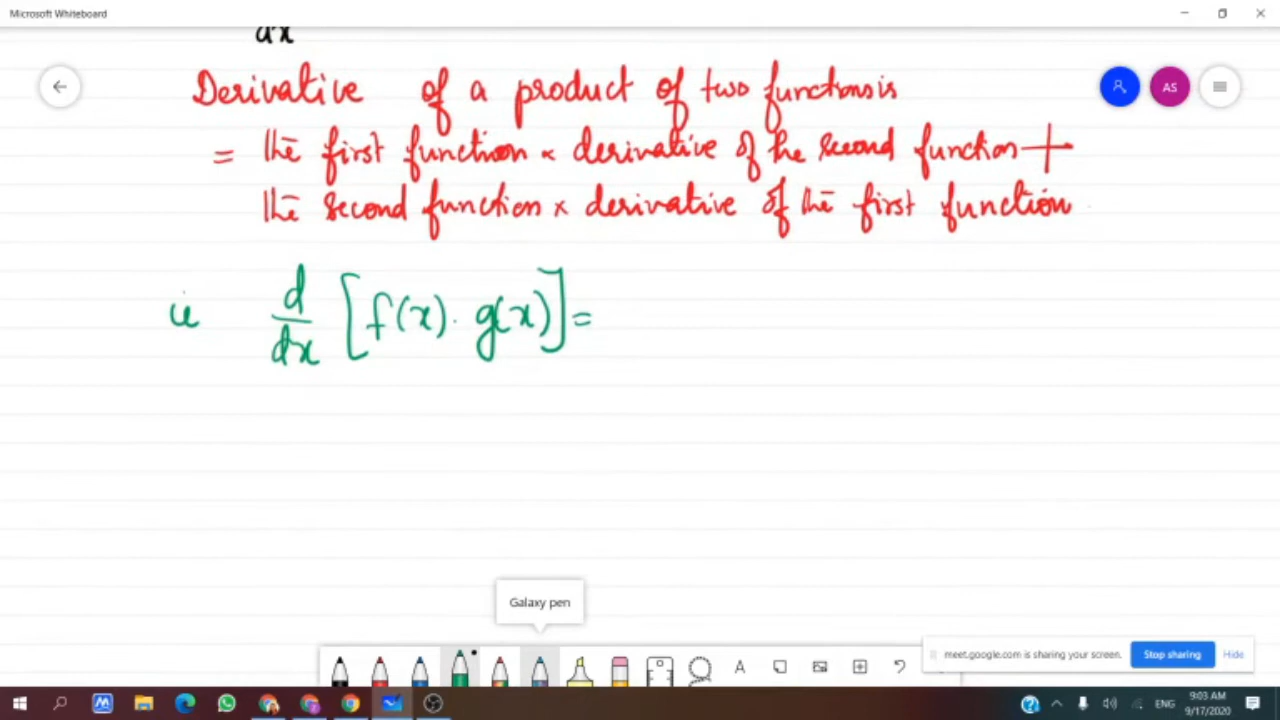 Microsoft Whiteboard
dx
Derivative of a product of two functions is
= the first function × derivative of the second function +
the second function × derivative of the first function
AS
ie d/dx [f(x) . g(x)] =
Galaxy pen
meet.google.com is sharing your screen.
Stop sharing
Hide
A
ENG
9:03 AM
9/17/2020